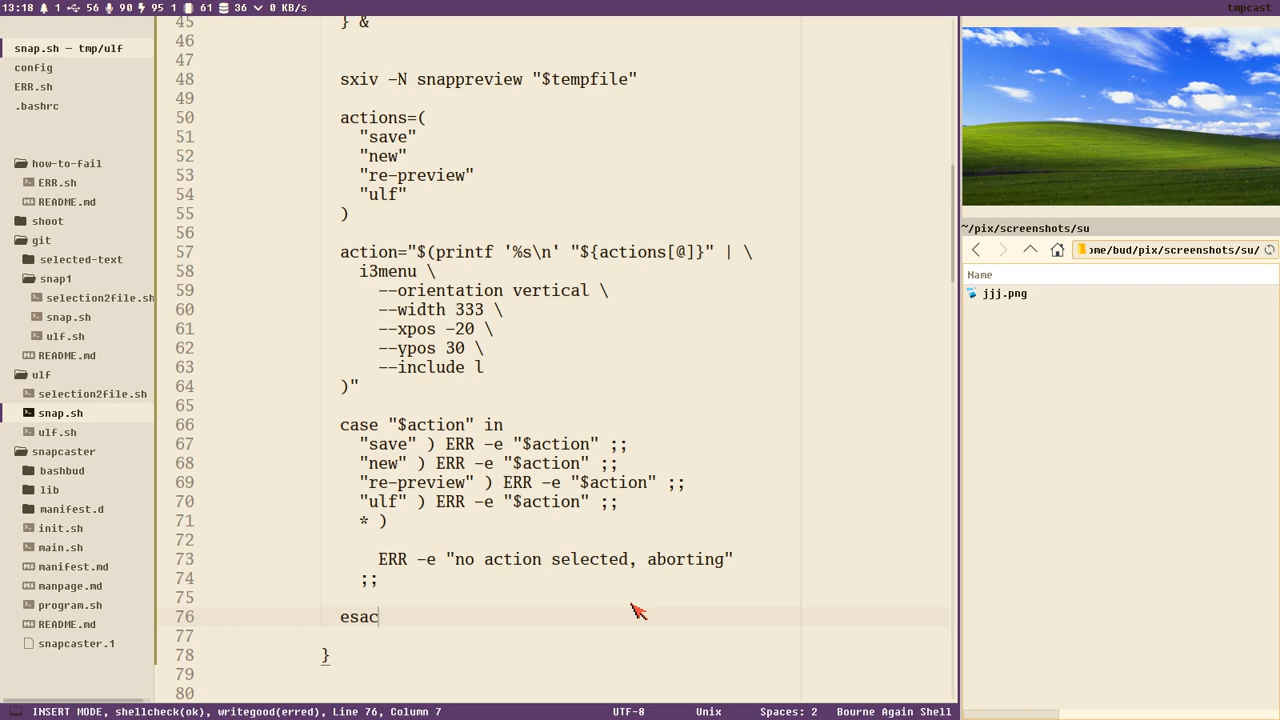 13:18 1 56 90 95 1 61 36 0 KB/s
tmpcast
snap.sh — tmp/ulf
config
ERR.sh
.bashrc
how-to-fail
ERR.sh
README.md
shoot
git
selected-text
snap1
selection2file.sh
snap.sh
ulf.sh
README.md
ulf
selection2file.sh
snap.sh
ulf.sh
snapcaster
bashbud
lib
manifest.d
init.sh
main.sh
manifest.md
manpage.md
program.sh
README.md
snapcaster.1
45 } &
46
47
48 sxiv -N snappreview "$tempfile"
49
50 actions=(
51 "save"
52 "new"
53 "re-preview"
54 "ulf"
55 )
56
57 action="$(printf '%s\n' "${actions[@]}" | \
58 i3menu \
59 --orientation vertical \
60 --width 333 \
61 --xpos -20 \
62 --ypos 30 \
63 --include l
64 )"
65
66 case "$action" in
67 "save" ) ERR -e "$action" ;;
68 "new" ) ERR -e "$action" ;;
69 "re-preview" ) ERR -e "$action" ;;
70 "ulf" ) ERR -e "$action" ;;
71 * )
72
73 ERR -e "no action selected, aborting"
74 ;;
75
76 esac
77
78 }
79
80
~/pix/screenshots/su
ome/bud/pix/screenshots/su/
Name
jjj.png
INSERT MODE, shellcheck(ok), writegood(erred), Line 76, Column 7 UTF-8 Unix Spaces: 2 Bourne Again Shell